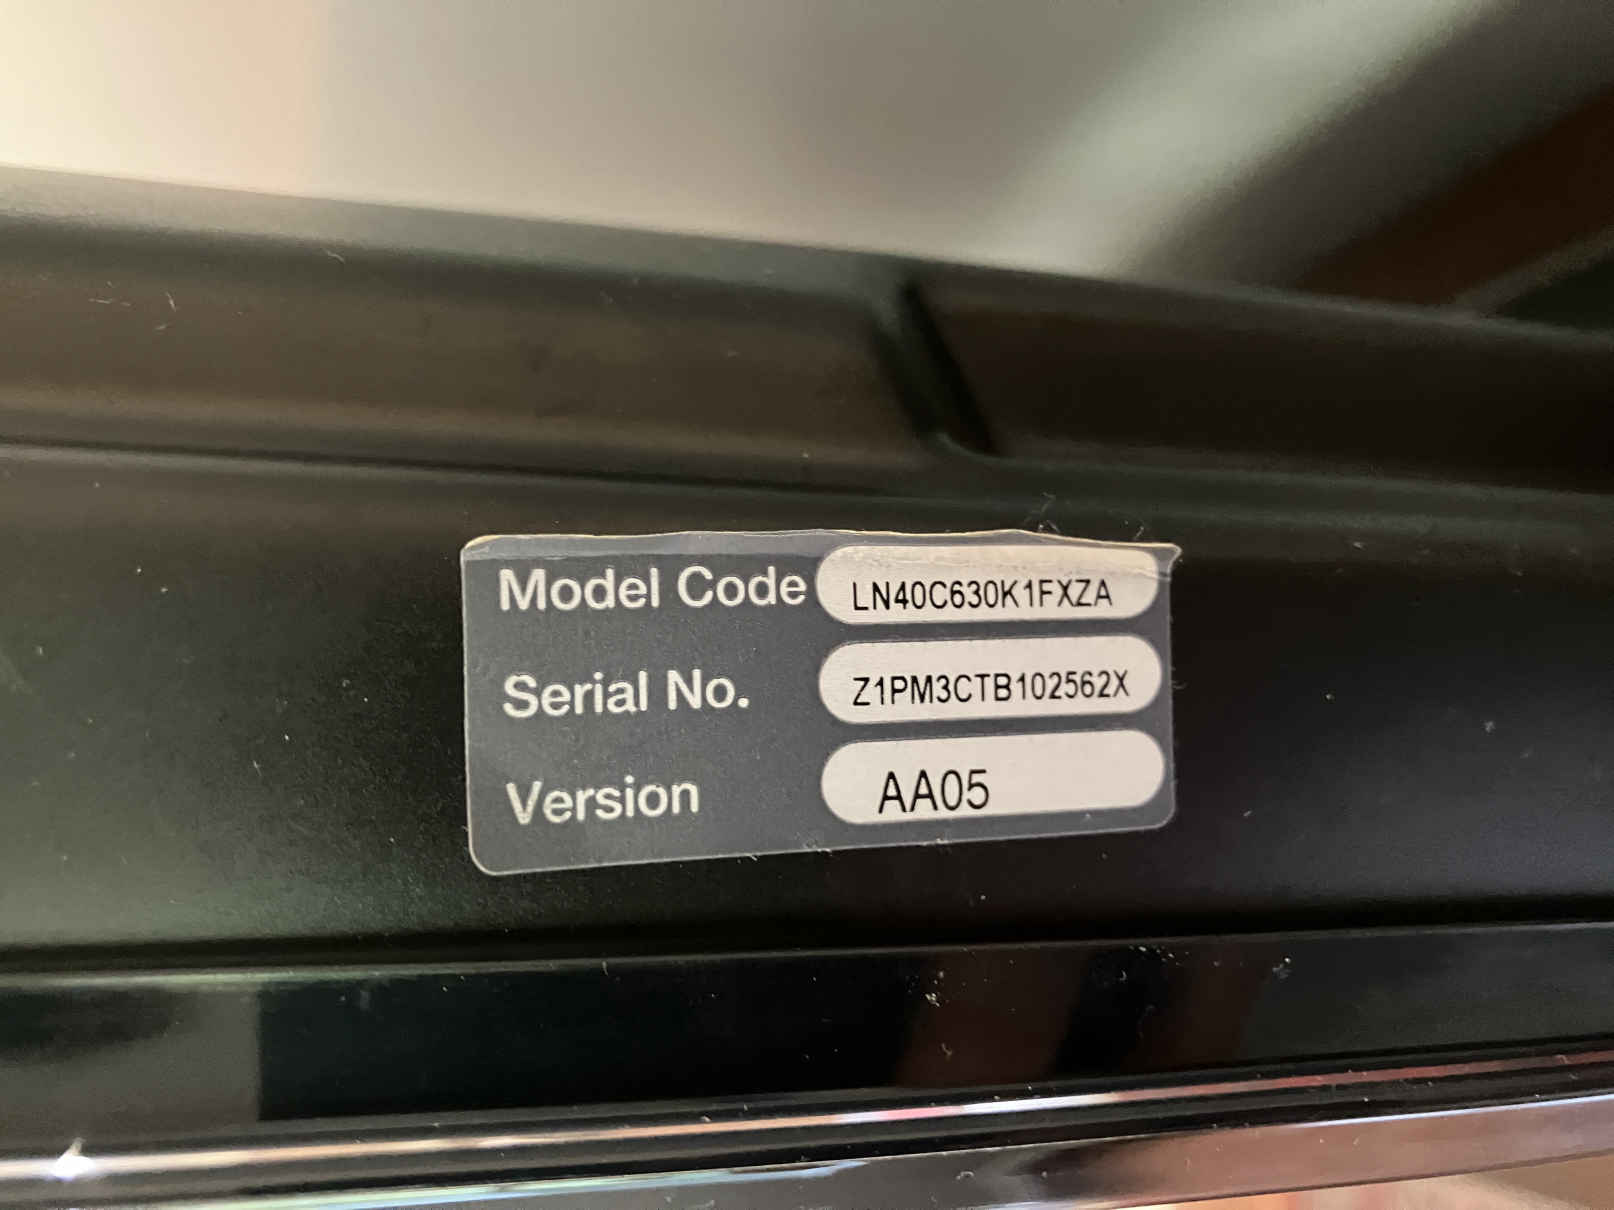 Model Code LN40C630K1FXZA
Serial No. Z1PM3CTB102562X
Version AA05